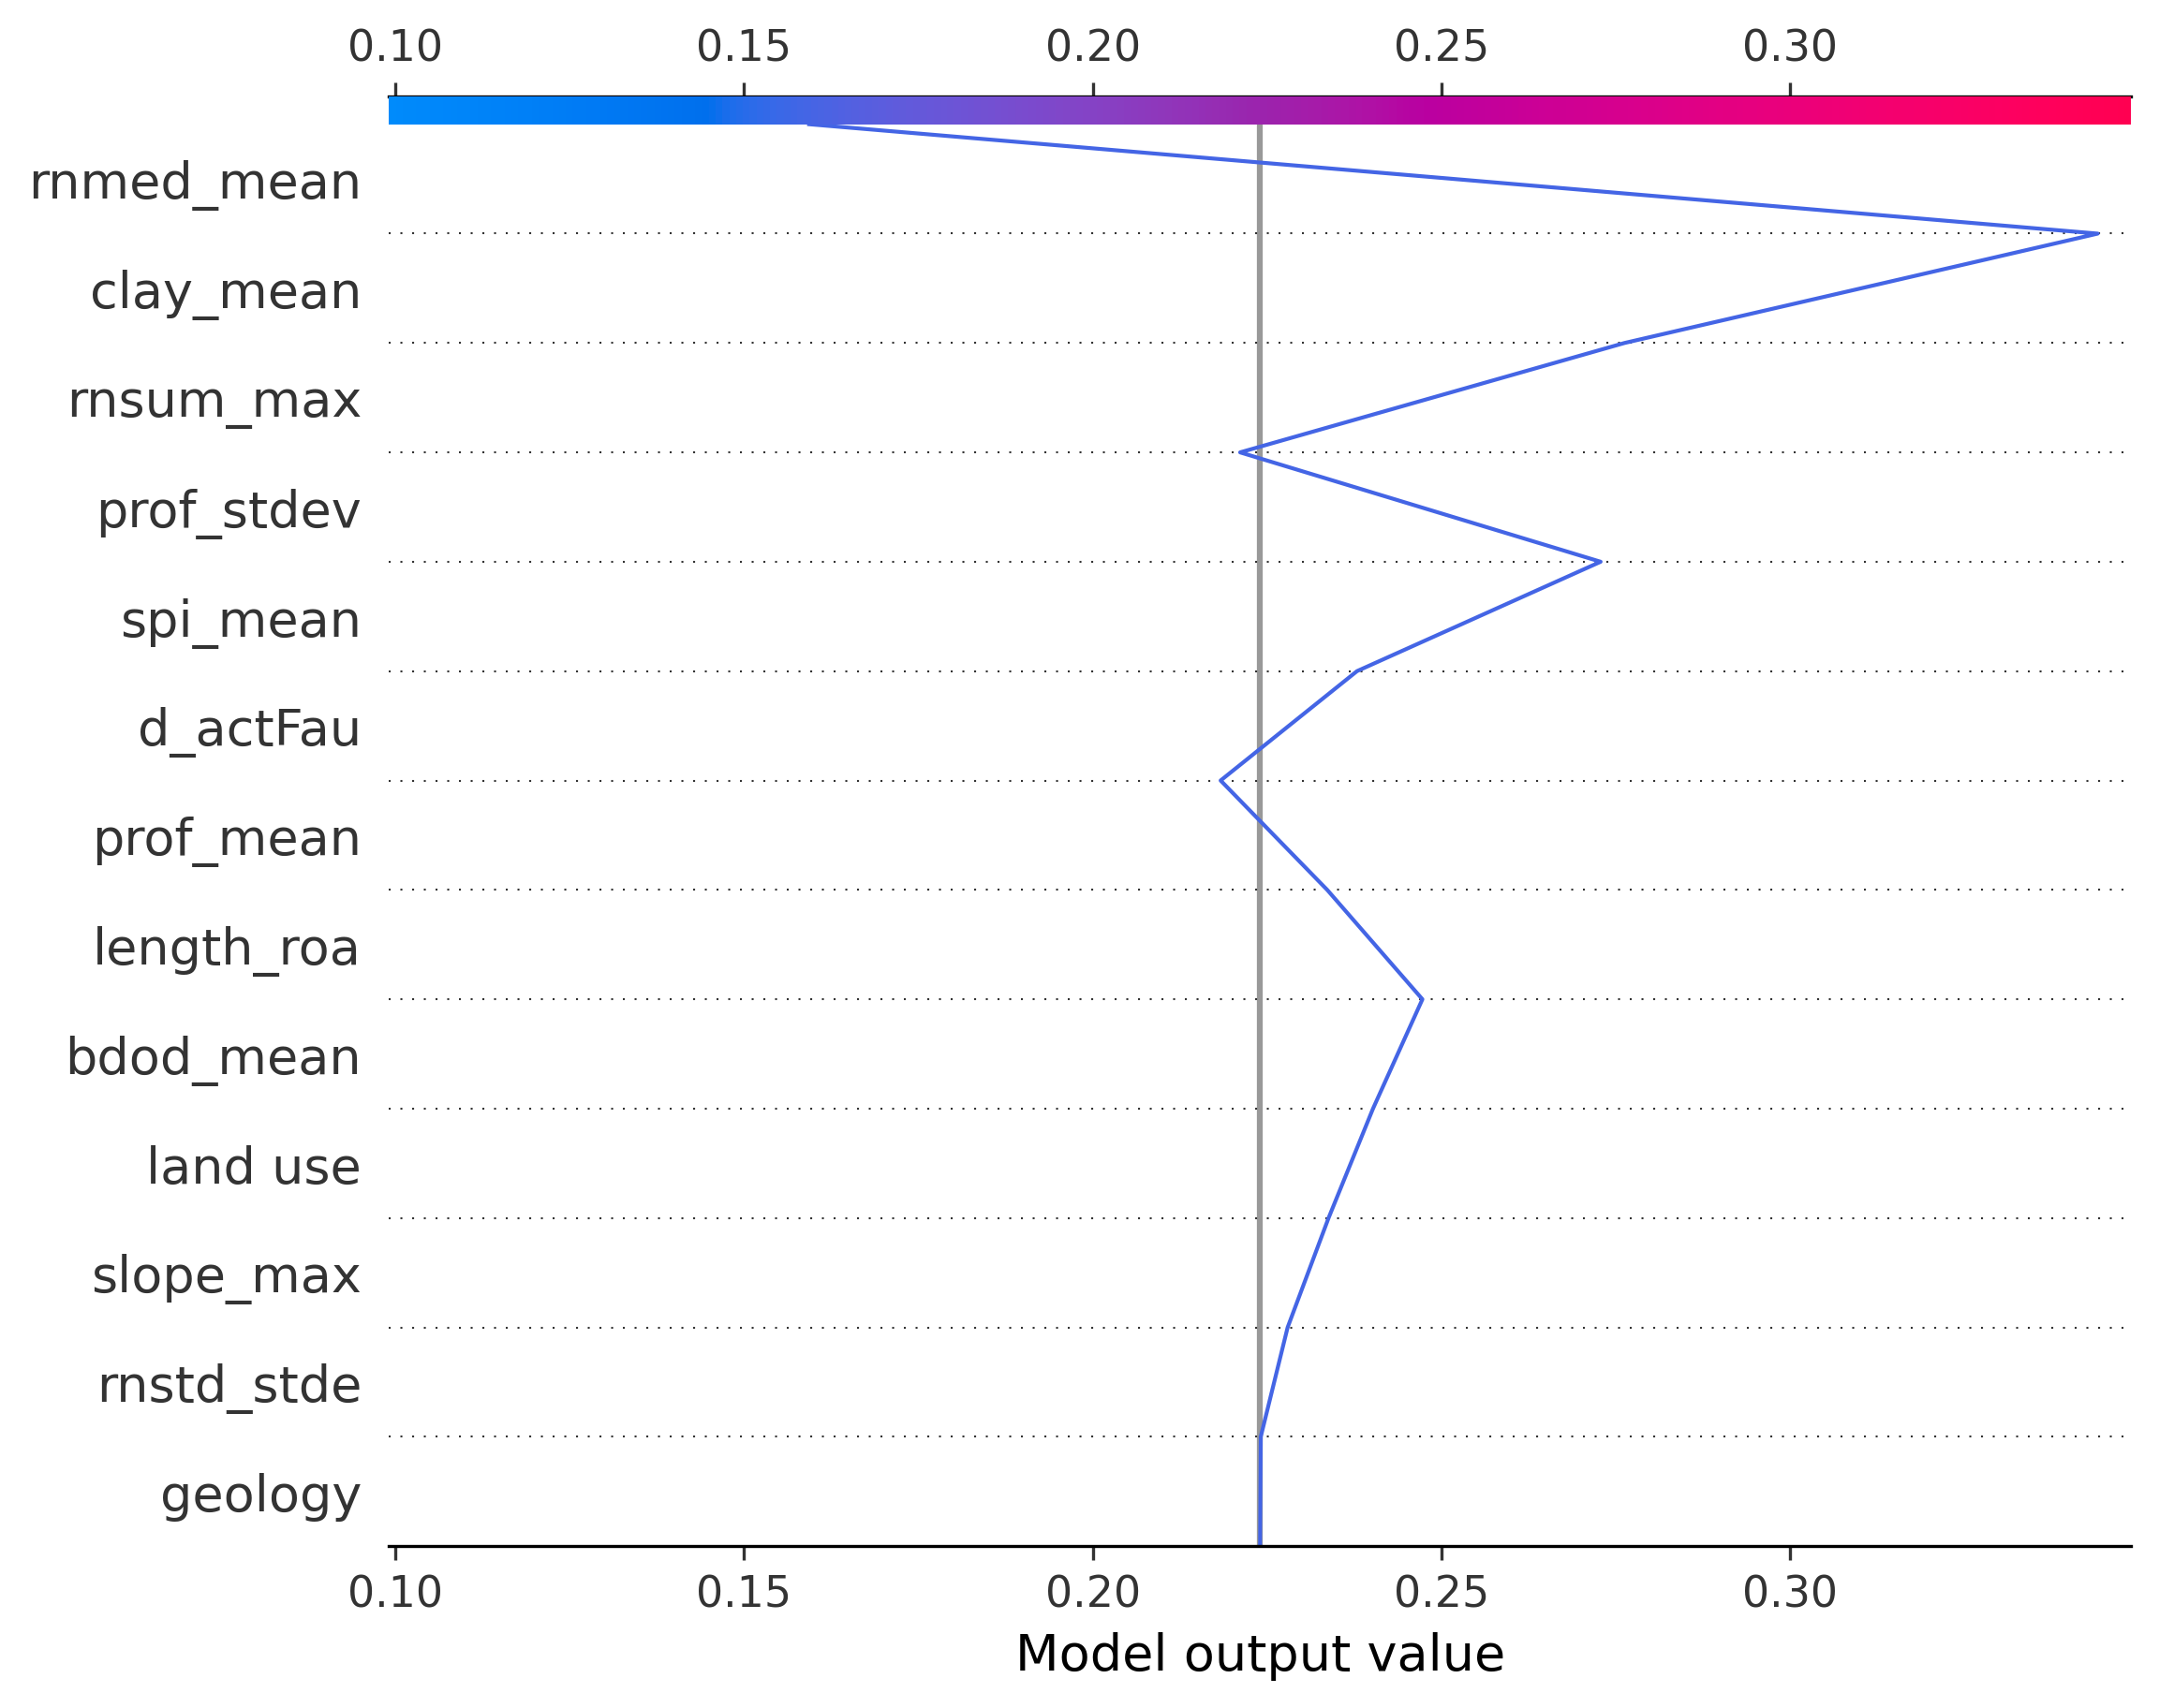 0.10 0.15 0.20 0.25 0.30
rnmed_mean
clay_mean
rnsum_max
prof_stdev
spi_mean
d_actFau
prof_mean
length_roa
bdod_mean
land use
slope_max
rnstd_stde
geology
0.10 0.15 0.20 0.25 0.30
Model output value